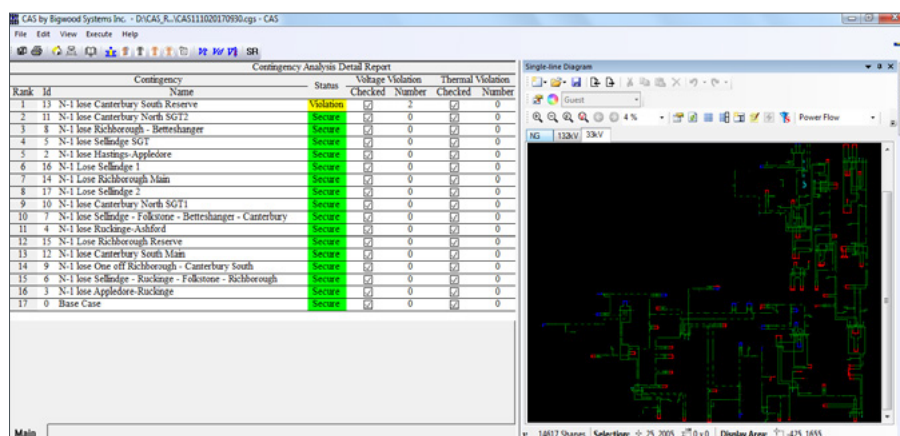 CAS by Bigwood Systems Inc. - D:\CAS_R...\CAS111020170930.cgs - CAS
File Edit View Execute Help
SR
Contingency Analysis Detail Report
Contingency Status Voltage Violation Thermal Violation
Rank Id Name Checked Number Checked Number
1 13 N-1 lose Canterbury South Reserve Violation 2 0
2 11 N-1 lose Canterbury North SGT2 Secure 0 0
3 8 N-1 lose Richborough - Betteshanger Secure 0 0
4 5 N-1 lose Sellindge SGT Secure 0 0
5 2 N-1 lose Hastings-Appledore Secure 0 0
6 16 N-1 Lose Sellindge 1 Secure 0 0
7 14 N-1 Lose Richborough Main Secure 0 0
8 17 N-1 Lose Sellindge 2 Secure 0 0
9 10 N-1 lose Canterbury North SGT1 Secure 0 0
10 7 N-1 lose Sellindge - Folkstone - Betteshanger - Canterbury Secure 0 0
11 4 N-1 lose Ruckinge-Ashford Secure 0 0
12 15 N-1 Lose Richborough Reserve Secure 0 0
13 12 N-1 lose Canterbury South Main Secure 0 0
14 9 N-1 lose One off Richborough - Canterbury South Secure 0 0
15 6 N-1 lose Sellindge - Ruckinge - Folkstone - Richborough Secure 0 0
16 3 N-1 lose Appledore-Ruckinge Secure 0 0
17 0 Base Case Secure 0 0
Main
Single-line Diagram
Guest
4 % Power Flow
NG 132kV 33kV
14617 Shapes Selection: 25, 2005 0 x 0 Display Area: -425, 1655